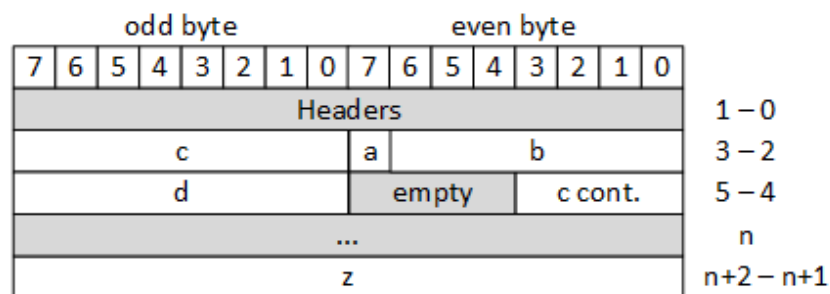 odd byte even byte
7 6 5 4 3 2 1 0 7 6 5 4 3 2 1 0
Headers 1 – 0
c a b 3 – 2
d empty c cont. 5 – 4
... n
z n+2 – n+1